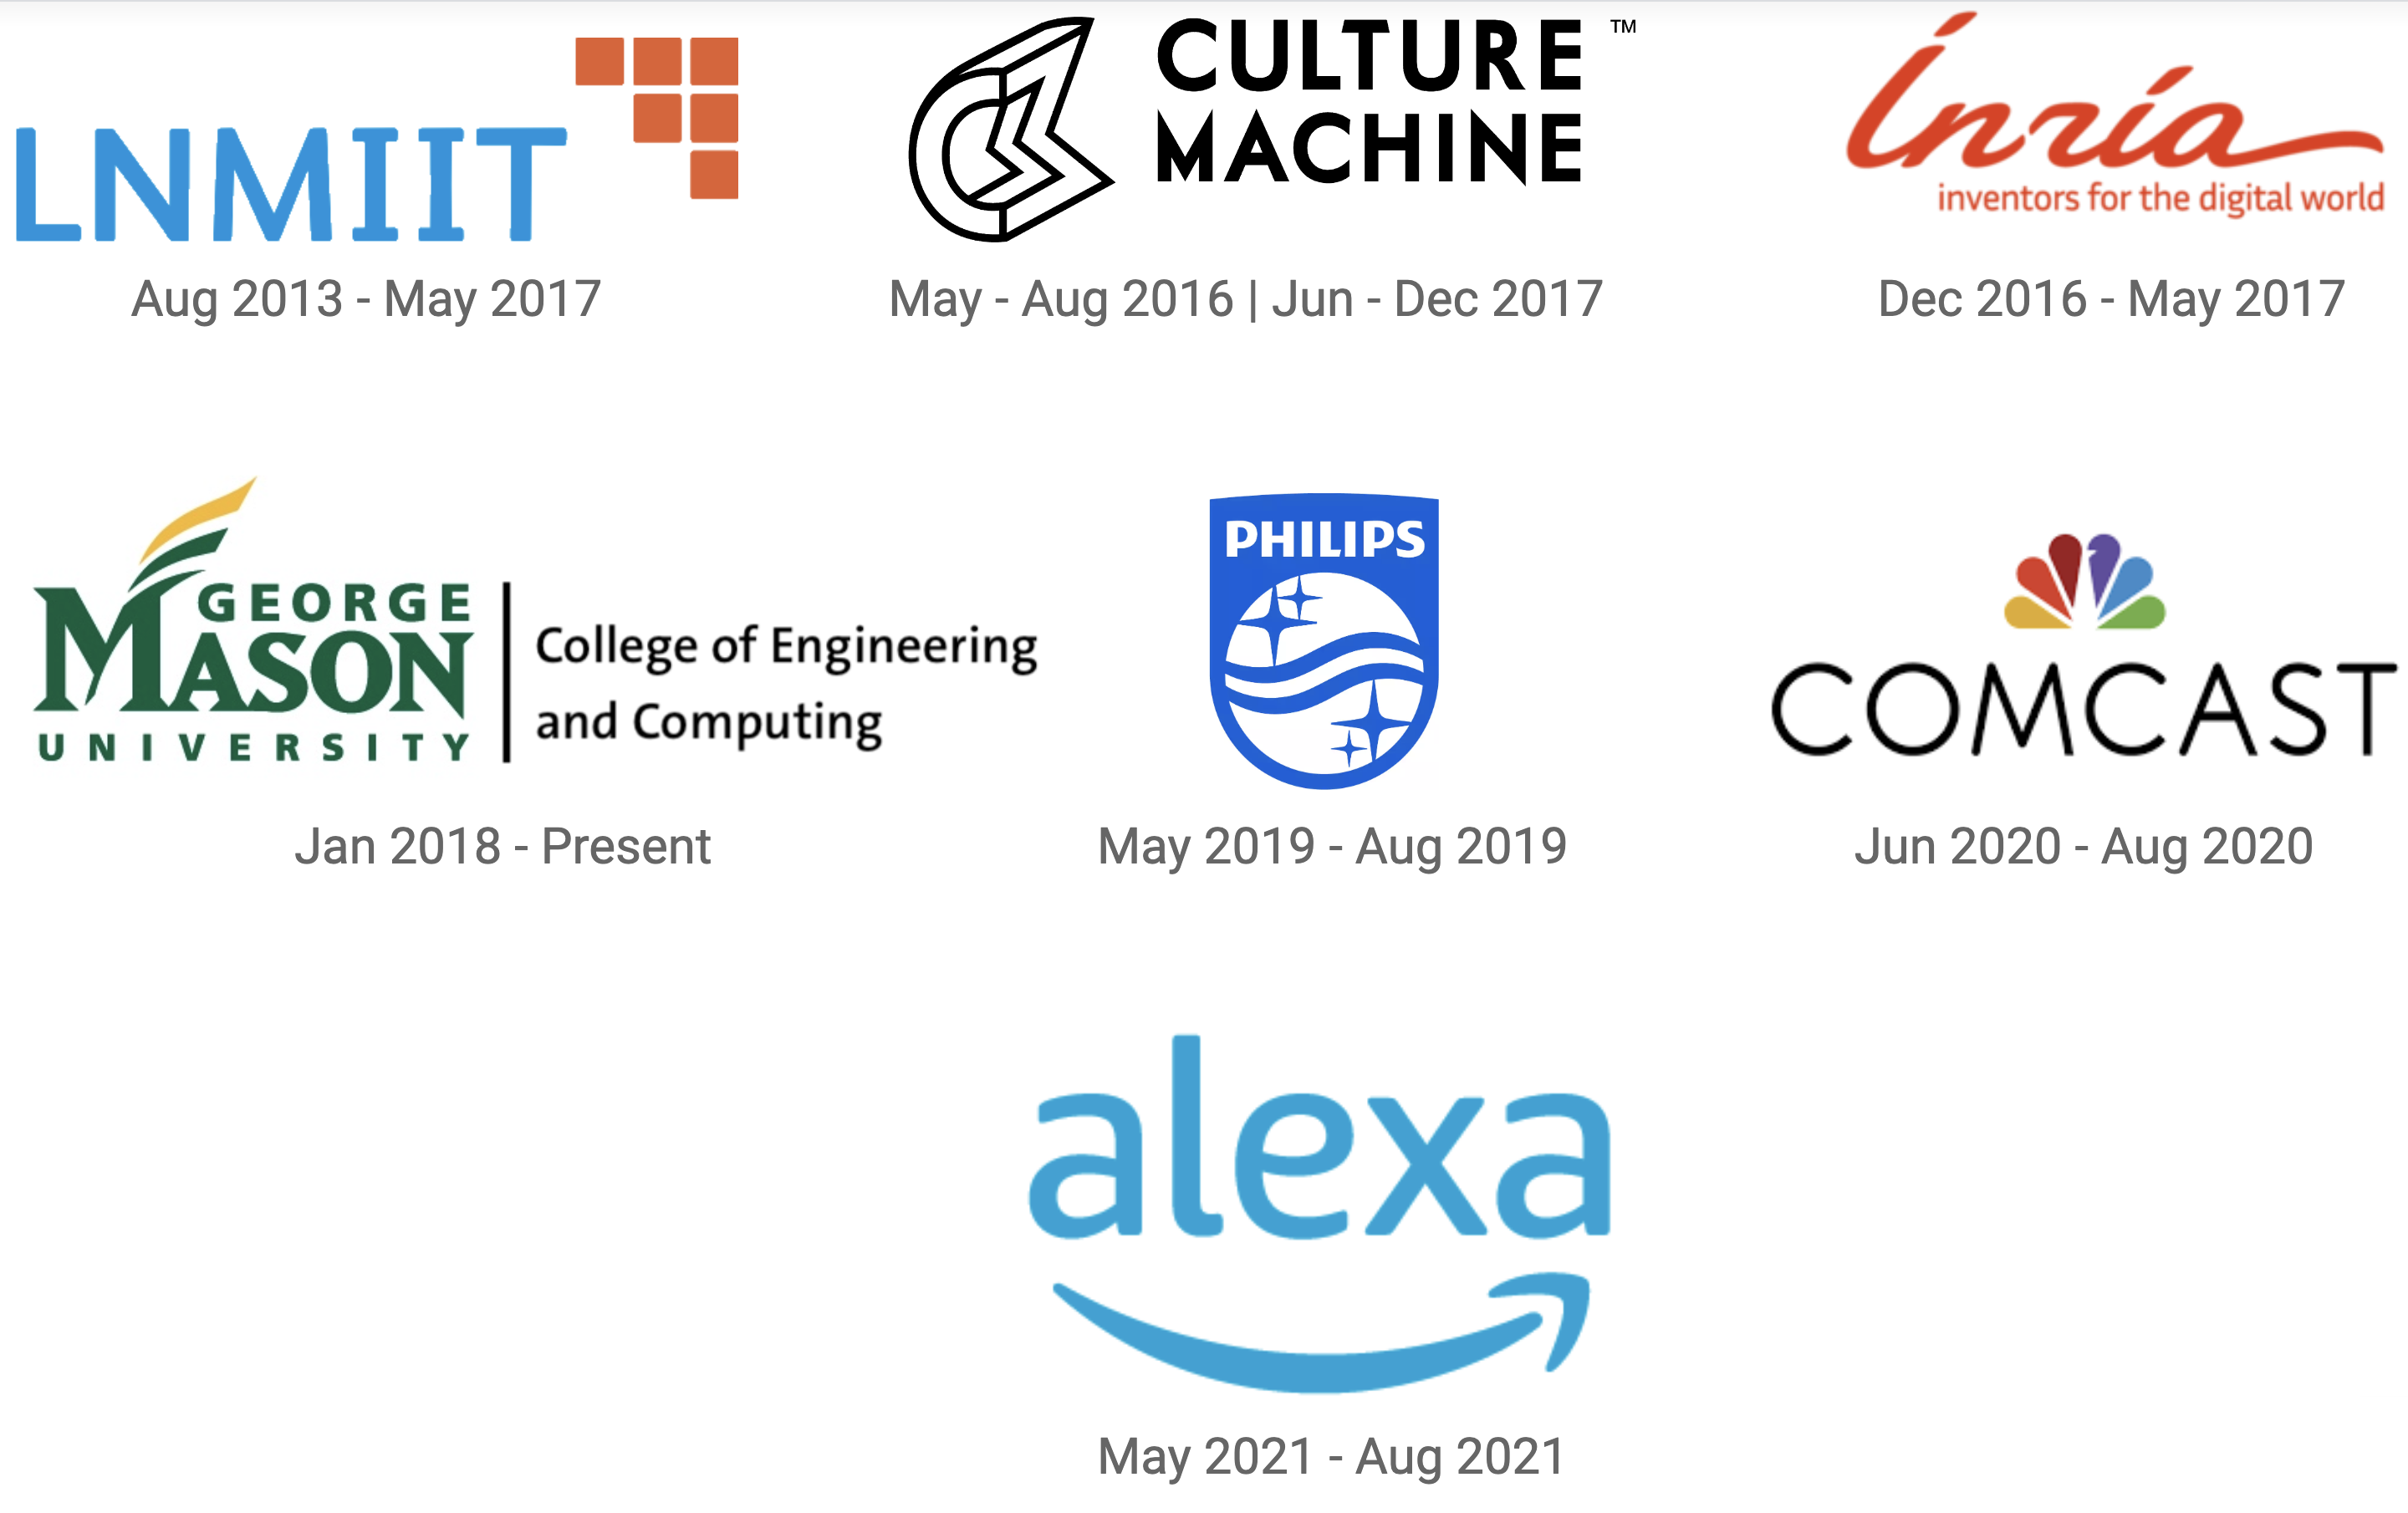 LNMIIT
CULTURE ™
MACHINE
Inria
inventors for the digital world
Aug 2013 - May 2017
May - Aug 2016 | Jun - Dec 2017
Dec 2016 - May 2017
GEORGE
MASON
UNIVERSITY
College of Engineering
and Computing
PHILIPS
COMCAST
Jan 2018 - Present
May 2019 - Aug 2019
Jun 2020 - Aug 2020
alexa
May 2021 - Aug 2021